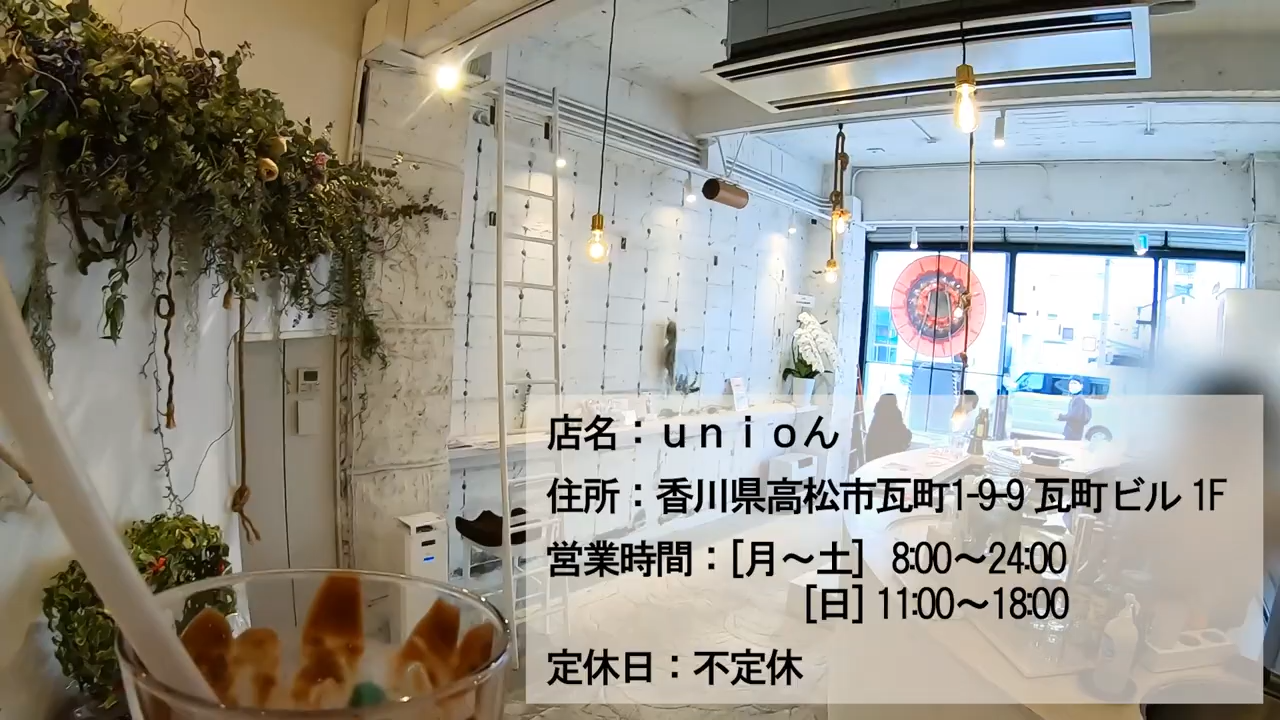 店名：ｕｎｉｏん
住所：香川県高松市瓦町1-9-9 瓦町ビル 1F
営業時間：[月～土] 8:00～24:00
[日] 11:00～18:00
定休日：不定休